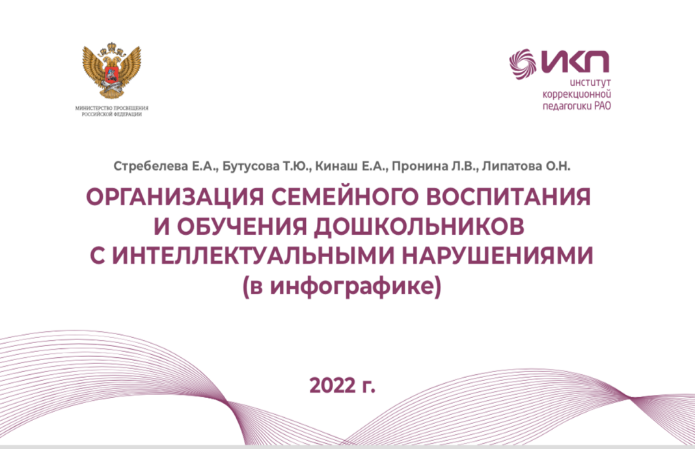 МИНИСТЕРСТВО ПРОСВЕЩЕНИЯ
РОССИЙСКОЙ ФЕДЕРАЦИИ
ИКП
институт
коррекционной
педагогики РАО
Стребелева Е.А., Бутусова Т.Ю., Кинаш Е.А., Пронина Л.В., Липатова О.Н.
ОРГАНИЗАЦИЯ СЕМЕЙНОГО ВОСПИТАНИЯ
И ОБУЧЕНИЯ ДОШКОЛЬНИКОВ
С ИНТЕЛЛЕКТУАЛЬНЫМИ НАРУШЕНИЯМИ
(в инфографике)
2022 г.